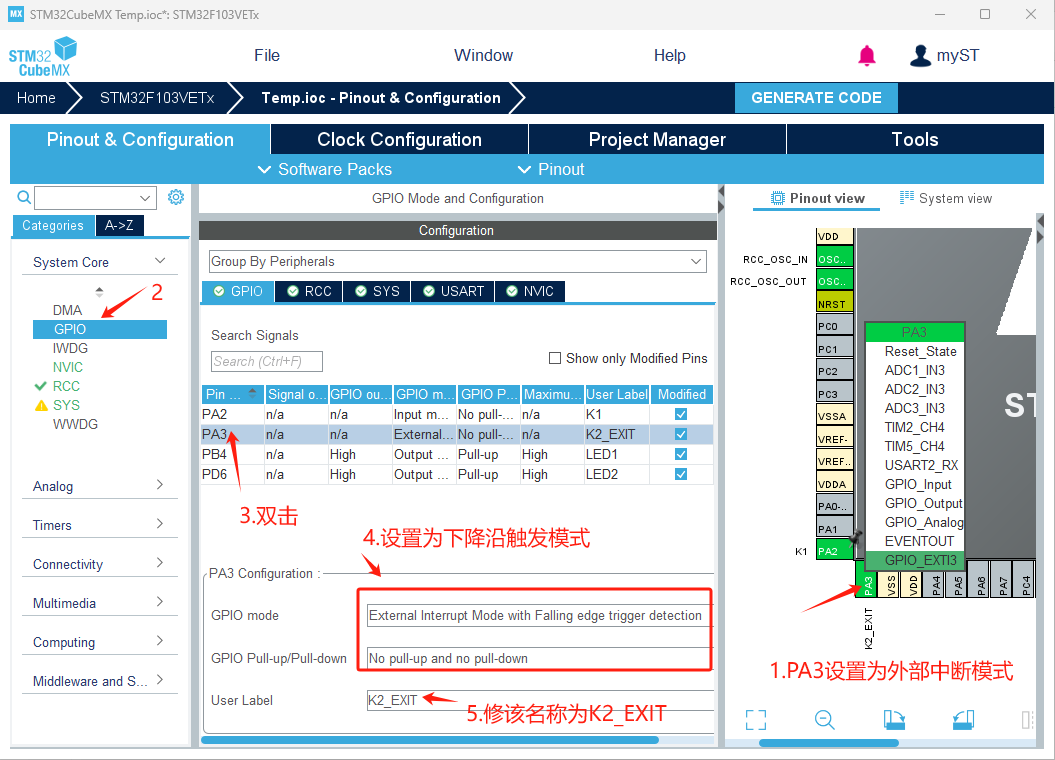 MX STM32CubeMX Temp.ioc*: STM32F103VETx
STM32
CubeMX
File
Window
Help
myST
Home
STM32F103VETx
Temp.ioc - Pinout & Configuration
GENERATE CODE
Pinout & Configuration
Clock Configuration
Project Manager
Tools
Software Packs
Pinout
Categories
A->Z
System Core
2
DMA
GPIO
IWDG
NVIC
RCC
SYS
WWDG
Analog
Timers
Connectivity
Multimedia
Computing
Middleware and S...
GPIO Mode and Configuration
Configuration
Group By Peripherals
GPIO
RCC
SYS
USART
NVIC
Search Signals
Search (Ctrl+F)
Show only Modified Pins
Pin ... Signal o... GPIO ou... GPIO m... GPIO P... Maximu... User Label Modified
PA2 n/a n/a Input m... No pull-... n/a K1
PA3 n/a n/a External... No pull-... n/a K2_EXIT
PB4 n/a High Output ... Pull-up High LED1
PD6 n/a High Output ... Pull-up High LED2
3.双击
4.设置为下降沿触发模式
PA3 Configuration :
GPIO mode
External Interrupt Mode with Falling edge trigger detection
GPIO Pull-up/Pull-down
No pull-up and no pull-down
User Label
K2_EXIT
5.修该名称为K2_EXIT
Pinout view
System view
VDD
RCC_OSC_IN OSC..
RCC_OSC_OUT OSC..
NRST
PC0
PC1
PC2
PC3
VSSA
VREF-
VREF..
VDDA
PA0-..
PA1
K1 PA2
PA3
Reset_State
ADC1_IN3
ADC2_IN3
ADC3_IN3
TIM2_CH4
TIM5_CH4
USART2_RX
GPIO_Input
GPIO_Output
GPIO_Analog
EVENTOUT
GPIO_EXTI3
ST
PA3
VSS
VDD
PA4
PA5
PA6
PA7
PC4
K2_EXIT
1.PA3设置为外部中断模式